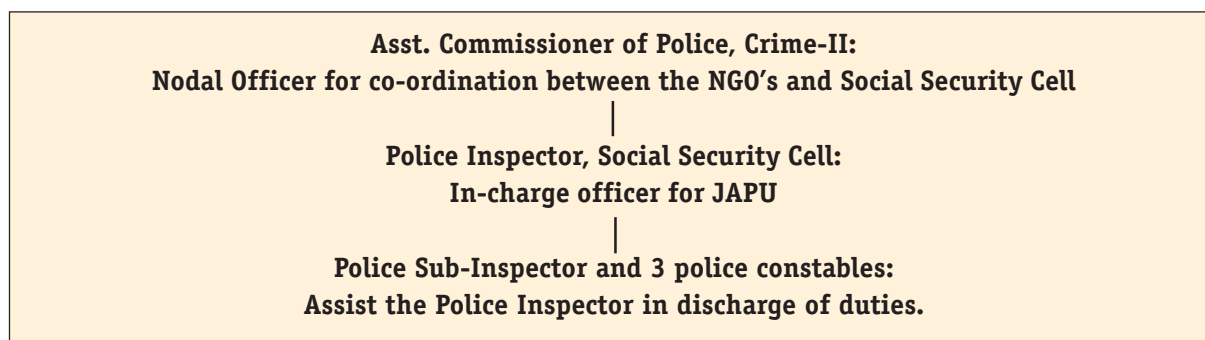 Asst. Commissioner of Police, Crime-II:
Nodal Officer for co-ordination between the NGO’s and Social Security Cell
Police Inspector, Social Security Cell:
In-charge officer for JAPU
Police Sub-Inspector and 3 police constables:
Assist the Police Inspector in discharge of duties.